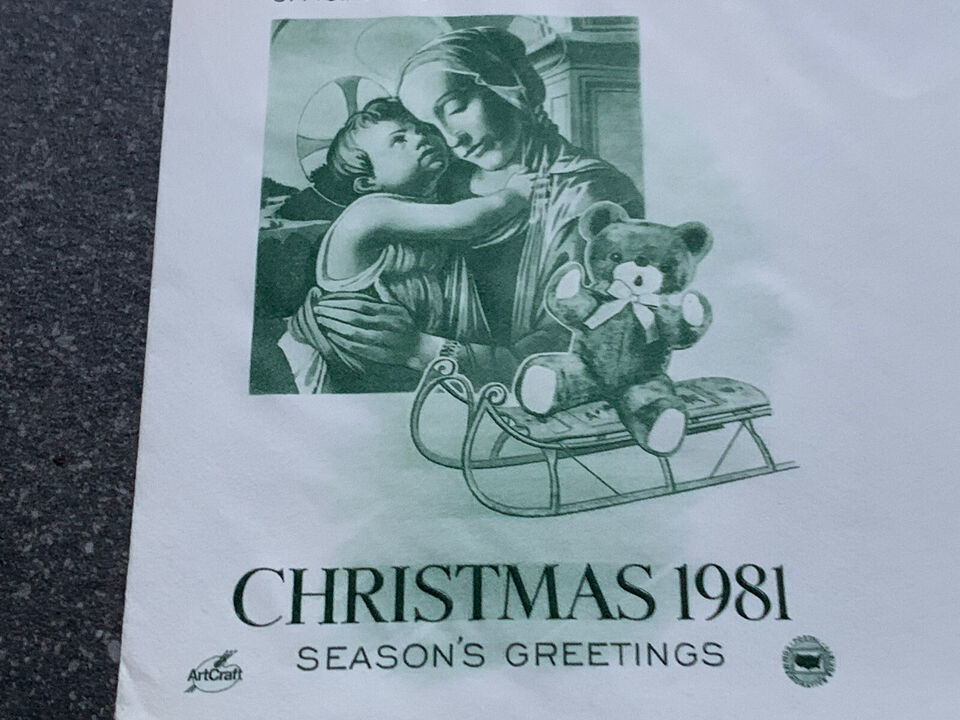 CHRISTMAS 1981
SEASON'S GREETINGS
ArtCraft